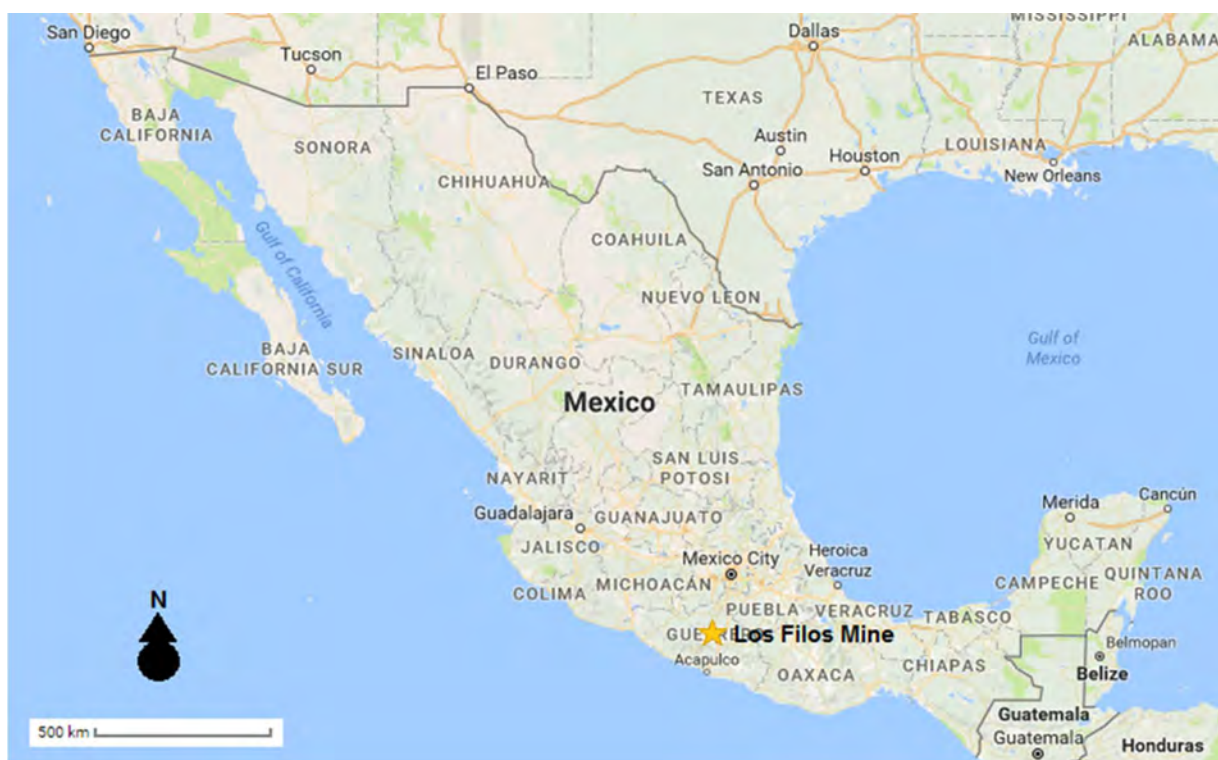 MISSISSIPPI
San Diego
Dallas
ALABAMA
Tucson
El Paso
TEXAS
BAJA
CALIFORNIA
SONORA
Austin
LOUISIANA
Houston
San Antonio
New Orleans
CHIHUAHUA
Gulf of California
COAHUILA
NUEVO LEON
Gulf of
Mexico
BAJA
CALIFORNIA SUR
SINALOA
DURANGO
TAMAULIPAS
Mexico
SAN LUIS
POTOSI
NAYARIT
Merida
Cancún
Guadalajara
GUANAJUATO
YUCATAN
JALISCO
Mexico City
Heroica
Veracruz
CAMPECHE
QUINTANA
ROO
COLIMA
MICHOACÁN
N
PUEBLA
VERACRUZ
TABASCO
Los Filos Mine
Belmopan
Acapulco
CHIAPAS
Belize
OAXACA
Guatemala
500 km
Guatemala
Honduras